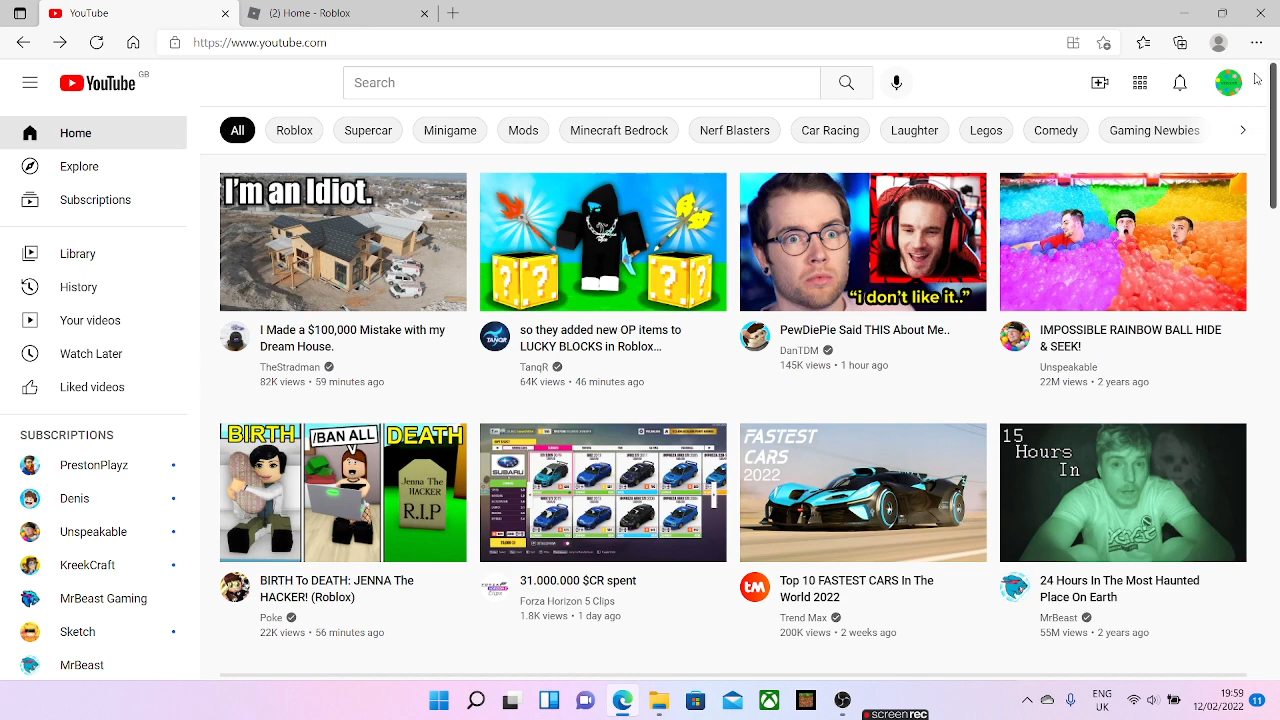 YouTube
(2) Home - Roblox
https://www.youtube.com
YouTube GB
Search
Home
Explore
Subscriptions
Library
History
Your videos
Watch Later
Liked videos
SUBSCRIPTIONS
PrestonPlayz
Denis
Unspeakable
KreekCraft
MrBeast Gaming
Sketch
MrBeast
All
Roblox
Supercar
Minigame
Mods
Minecraft Bedrock
Nerf Blasters
Car Racing
Laughter
Legos
Comedy
Gaming Newbies
I'm an Idiot.
I Made a $100,000 Mistake with my
Dream House.
TheStradman
82K views • 59 minutes ago
? ? ? ?
TANQR
so they added new OP items to
LUCKY BLOCKS in Roblox...
TanqR
64K views • 46 minutes ago
"i don't like it.."
PewDiePie Said THIS About Me..
DanTDM
145K views • 1 hour ago
IMPOSSIBLE RAINBOW BALL HIDE
& SEEK!
Unspeakable
22M views • 2 years ago
BIRTH
/BAN ALL
DEATH
Jenna The
HACKER
R.I.P
BIRTH To DEATH: JENNA The
HACKER! (Roblox)
Poke
22K views • 56 minutes ago
SUBARU
31.000.000 $CR spent
Forza Horizon 5 Clips
1.8K views • 1 day ago
FASTEST
CARS
2022
tM
Top 10 FASTEST CARS In The
World 2022
Trend Max
200K views • 2 weeks ago
15
Hours
In
24 Hours In The Most Haunted
Place On Earth
MrBeast
55M views • 2 years ago
ENG
UK
19:59
12/02/2022
11
screenrec